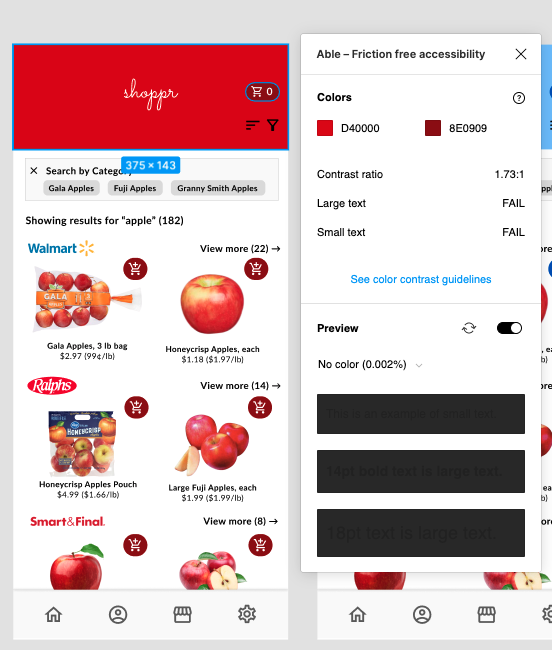 shoppr
0
375 × 143
Search by Category
Gala Apples
Fuji Apples
Granny Smith Apples
Showing results for “apple” (182)
Walmart
View more (22) →
GALA
Gala Apples, 3 lb bag
$2.97 (99¢/lb)
Honeycrisp Apples, each
$1.18 ($1.97/lb)
Ralphs
View more (14) →
HONEYCRISP
Honeycrisp Apples Pouch
$4.99 ($1.66/lb)
Large Fuji Apples, each
$1.99 ($1.99/lb)
Smart&Final.
View more (8) →
Able – Friction free accessibility
Colors
D40000
8E0909
Contrast ratio
1.73:1
Large text
FAIL
Small text
FAIL
See color contrast guidelines
Preview
No color (0.002%)
This is an example of small text.
14pt bold text is large text.
18pt text is large text.